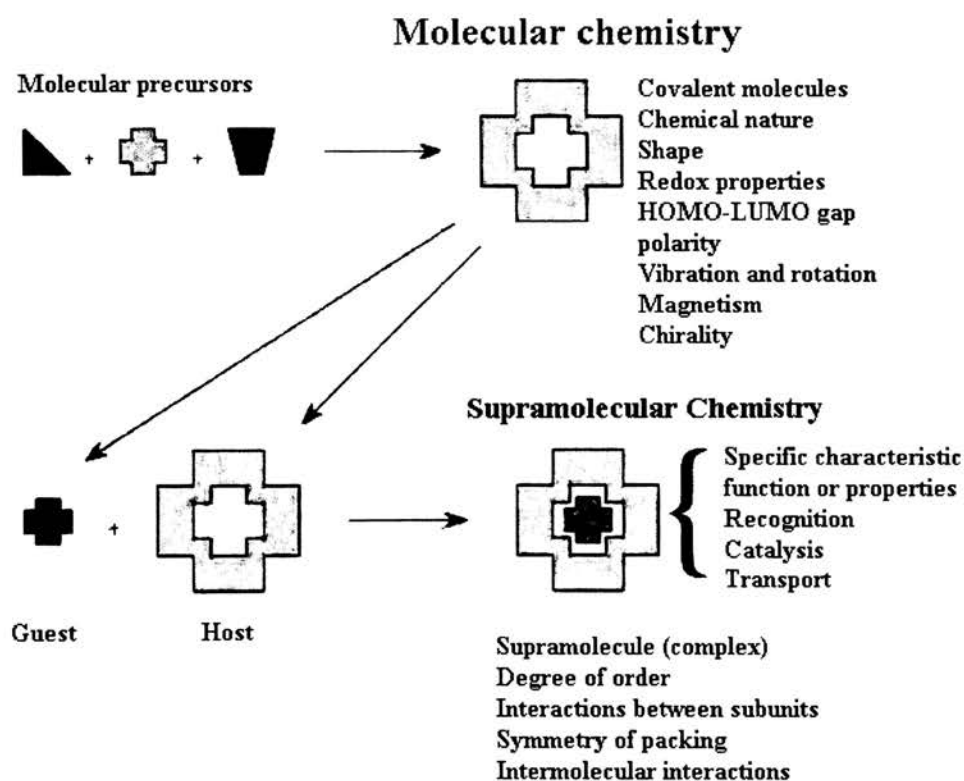 Molecular chemistry
Molecular precursors
+ +
Covalent molecules
Chemical nature
Shape
Redox properties
HOMO-LUMO gap
polarity
Vibration and rotation
Magnetism
Chirality
Supramolecular Chemistry
+
Guest
Host
Specific characteristic
function or properties
Recognition
Catalysis
Transport
Supramolecule (complex)
Degree of order
Interactions between subunits
Symmetry of packing
Intermolecular interactions